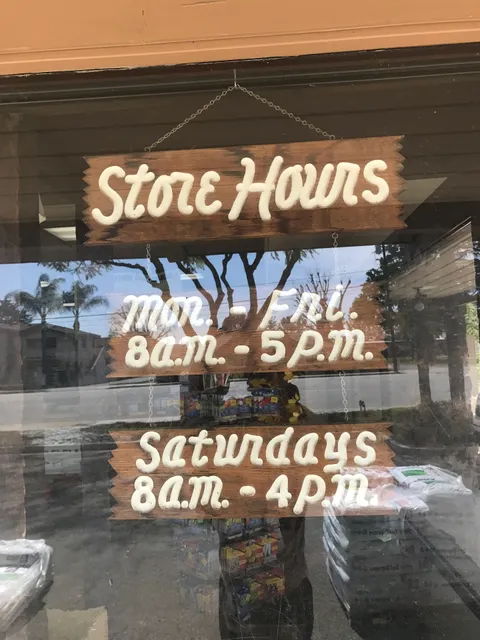 Store Hours
Mon. - Fri.
8a.m. - 5p.m.
Saturdays
8a.m. - 4p.m.